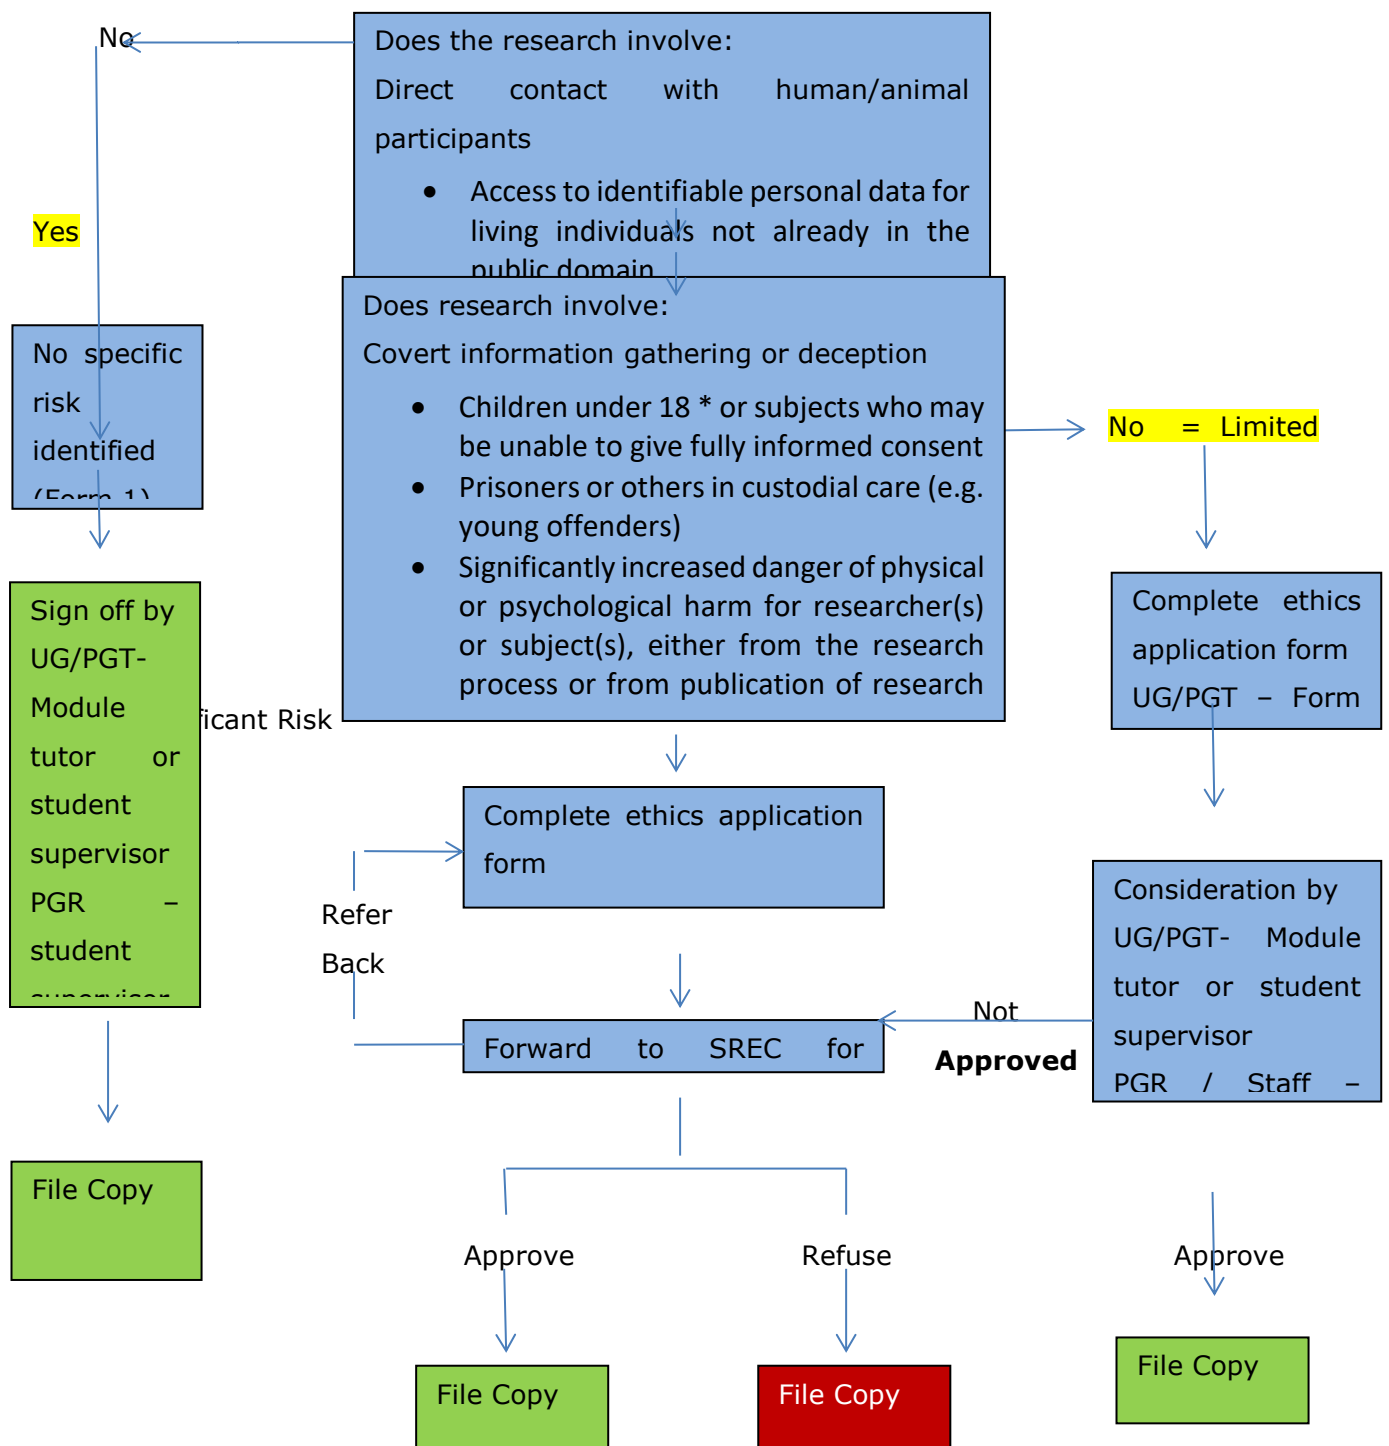 No
Does the research involve:
Direct contact with human/animal
participants
• Access to identifiable personal data for
living individuals not already in the
public domain
Yes
Does research involve:
Covert information gathering or deception
• Children under 18 * or subjects who may
be unable to give fully informed consent
• Prisoners or others in custodial care (e.g.
young offenders)
• Significantly increased danger of physical
or psychological harm for researcher(s)
or subject(s), either from the research
process or from publication of research
No specific
risk
identified
(Form 1)
No = Limited
Sign off by
UG/PGT-
Module
tutor or
student
supervisor
PGR –
student
supervisor
ficant Risk
Complete ethics
application form
UG/PGT – Form
Complete ethics application
form
Refer
Back
Consideration by
UG/PGT- Module
tutor or student
supervisor
PGR / Staff –
Not
Approved
Forward to SREC for
File Copy
Approve
Refuse
Approve
File Copy
File Copy
File Copy